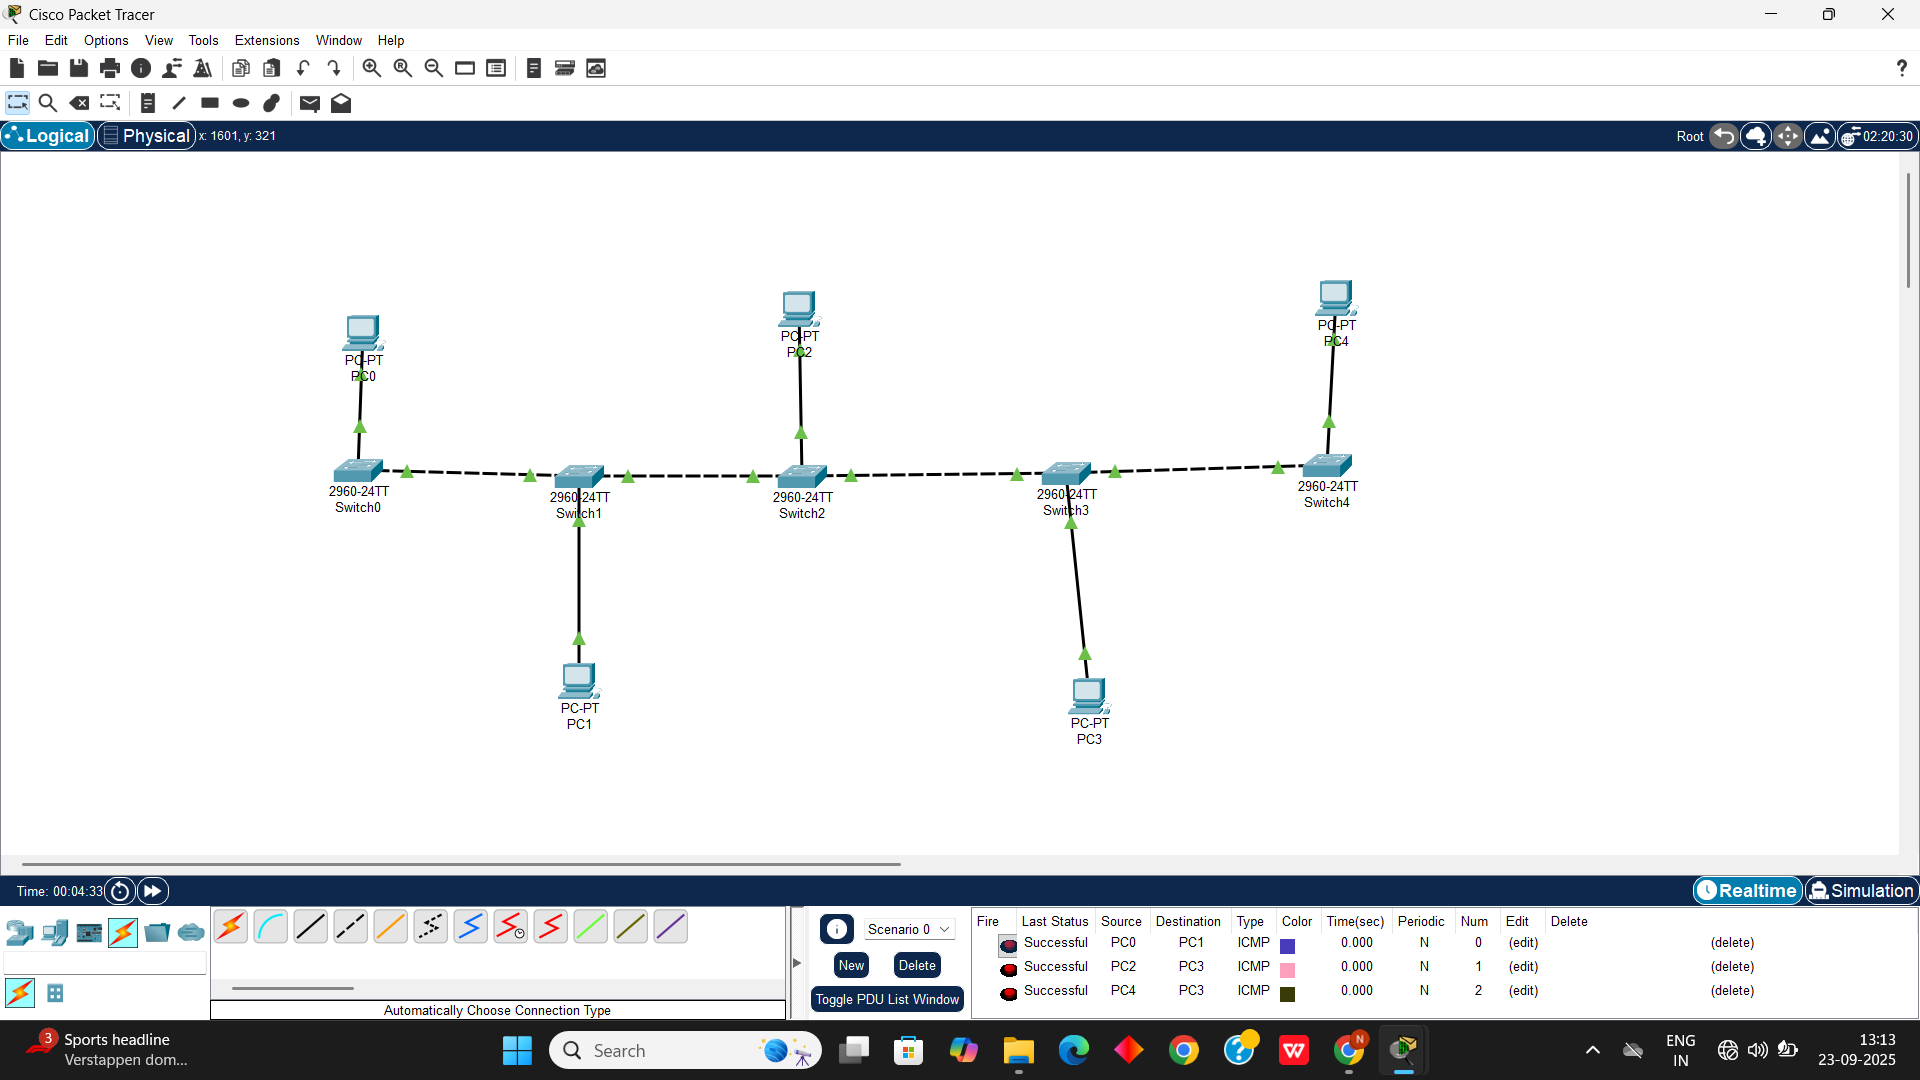 Cisco Packet Tracer
File Edit Options View Tools Extensions Window Help
?
Logical Physical x: 1601, y: 321 Root 02:20:30
PC-PT
PC0
PC-PT
PC2
PC-PT
PC4
2960-24TT
Switch0
2960-24TT
Switch1
2960-24TT
Switch2
2960-24TT
Switch3
2960-24TT
Switch4
PC-PT
PC1
PC-PT
PC3
Time: 00:04:33 Realtime Simulation
Scenario 0
New Delete
Toggle PDU List Window
Automatically Choose Connection Type
Fire Last Status Source Destination Type Color Time(sec) Periodic Num Edit Delete
Successful PC0 PC1 ICMP 0.000 N 0 (edit) (delete)
Successful PC2 PC3 ICMP 0.000 N 1 (edit) (delete)
Successful PC4 PC3 ICMP 0.000 N 2 (edit) (delete)
3
Sports headline
Verstappen dom...
Search
W
N
ENG
IN
13:13
23-09-2025